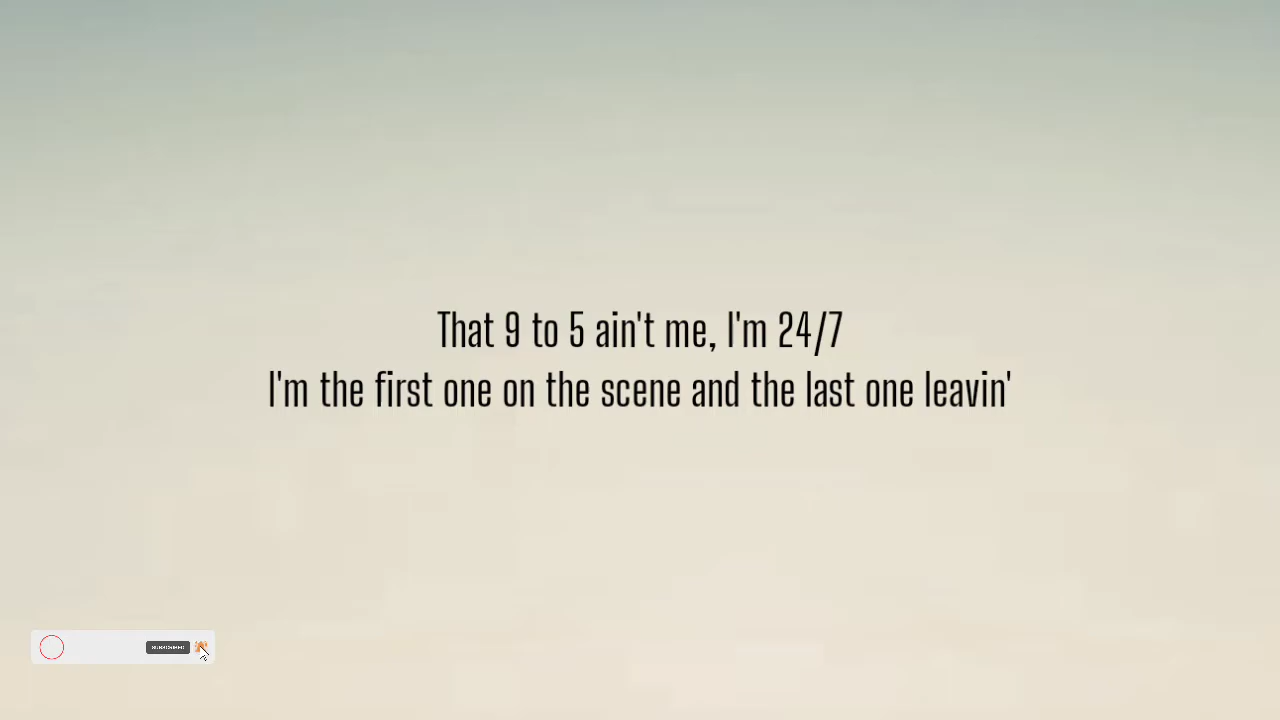 That 9 to 5 ain't me, I'm 24/7
I'm the first one on the scene and the last one leavin'
SUBSCRIBED